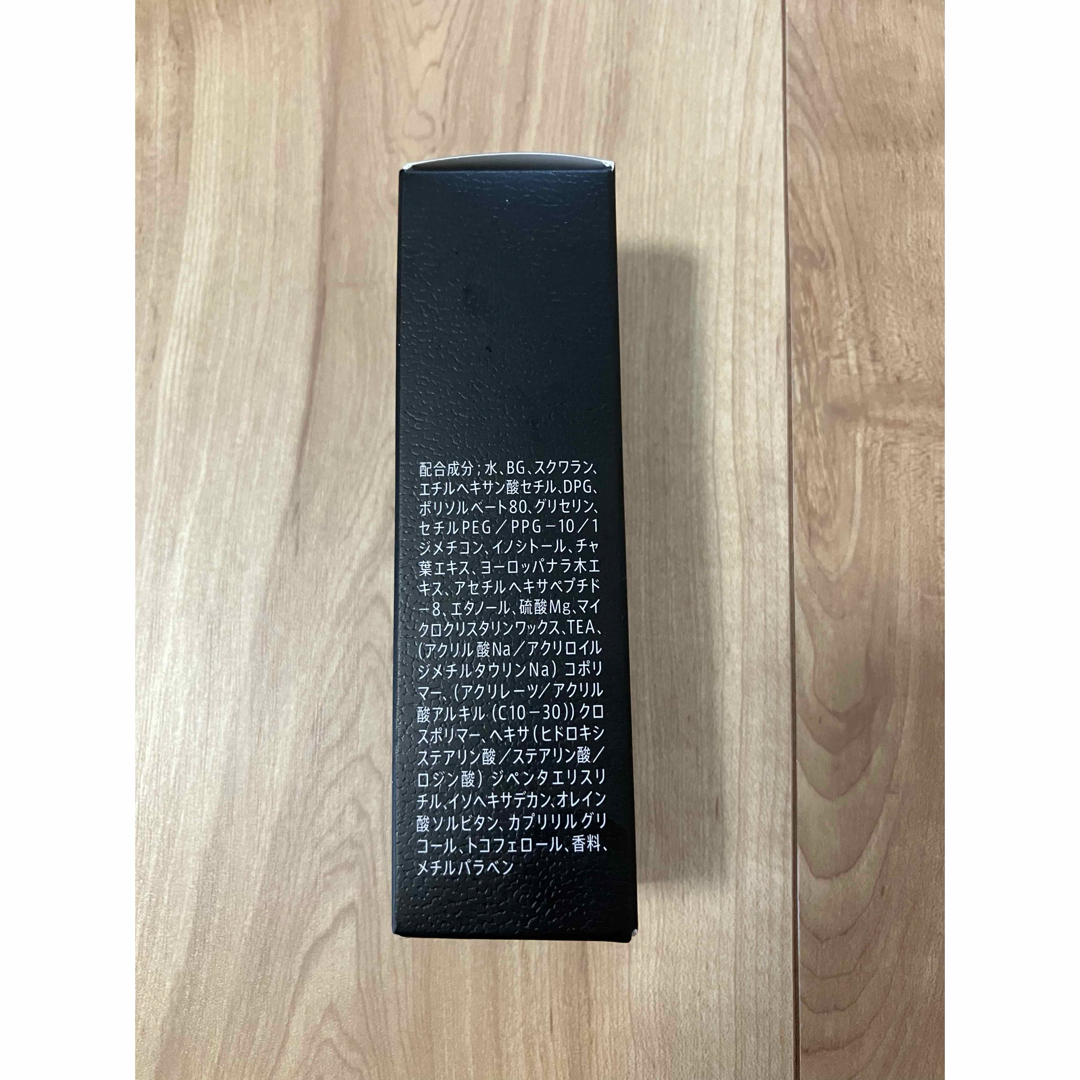 配合成分；水、BG、スクワラン、
エチルヘキサン酸セチル、DPG、
ポリソルベート80、グリセリン、
セチルPEG／PPG－10／1
ジメチコン、イノシトール、チャ
葉エキス、ヨーロッパナラ木エ
キス、アセチルヘキサペプチド
－8、エタノール、硫酸Mg、マイ
クロクリスタリンワックス、TEA、
(アクリル酸Na／アクリロイル
ジメチルタウリンNa) コポリ
マー、(アクリレーツ／アクリル
酸アルキル (C10－30)) クロ
スポリマー、ヘキサ(ヒドロキシ
ステアリン酸／ステアリン酸／
ロジン酸) ジペンタエリスリ
チル、イソヘキサデカン、オレイン
酸ソルビタン、カプリリルグリ
コール、トコフェロール、香料、
メチルパラベン